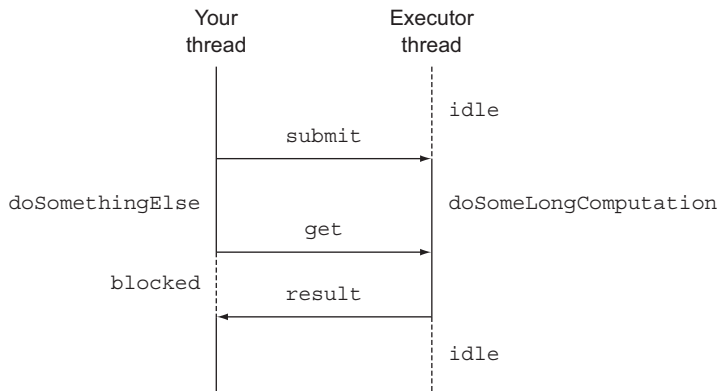 Your
thread
Executor
thread
idle
submit
doSomethingElse
doSomeLongComputation
get
blocked
result
idle